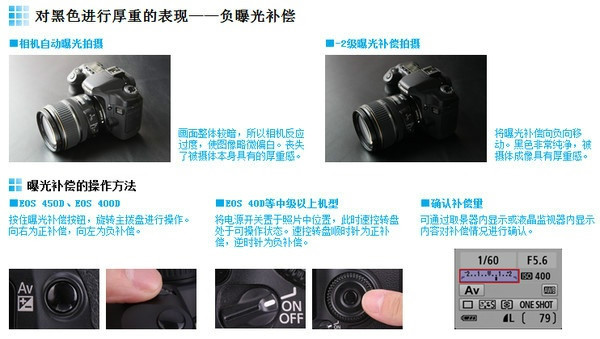 对黑色进行厚重的表现——负曝光补偿
■相机自动曝光拍摄
■-2级曝光补偿拍摄
画面整体较暗，所以相机反应
过度，使图像略微偏白。丧失
了被摄体本身具有的厚重感。
将曝光补偿向负向移
动。黑色非常纯净，被
摄体成像具有厚重感。
曝光补偿的操作方法
■EOS 450D、EOS 400D
按住曝光补偿按钮，旋转主拨盘进行操作。
向右为正补偿，向左为负补偿。
■EOS 40D等中级以上机型
将电源开关置于照片中位置，此时速控转盘
处于可操作状态。速控转盘顺时针为正补
偿，逆时针为负补偿。
■确认补偿量
可通过取景器内显示或液晶监视器内显示
内容对补偿情况进行确认。
Av
ON
OFF
1/60 F5.6
-2..1..0..1..2 ISO 400
Av AWB
ONE SHOT
L [ 79]